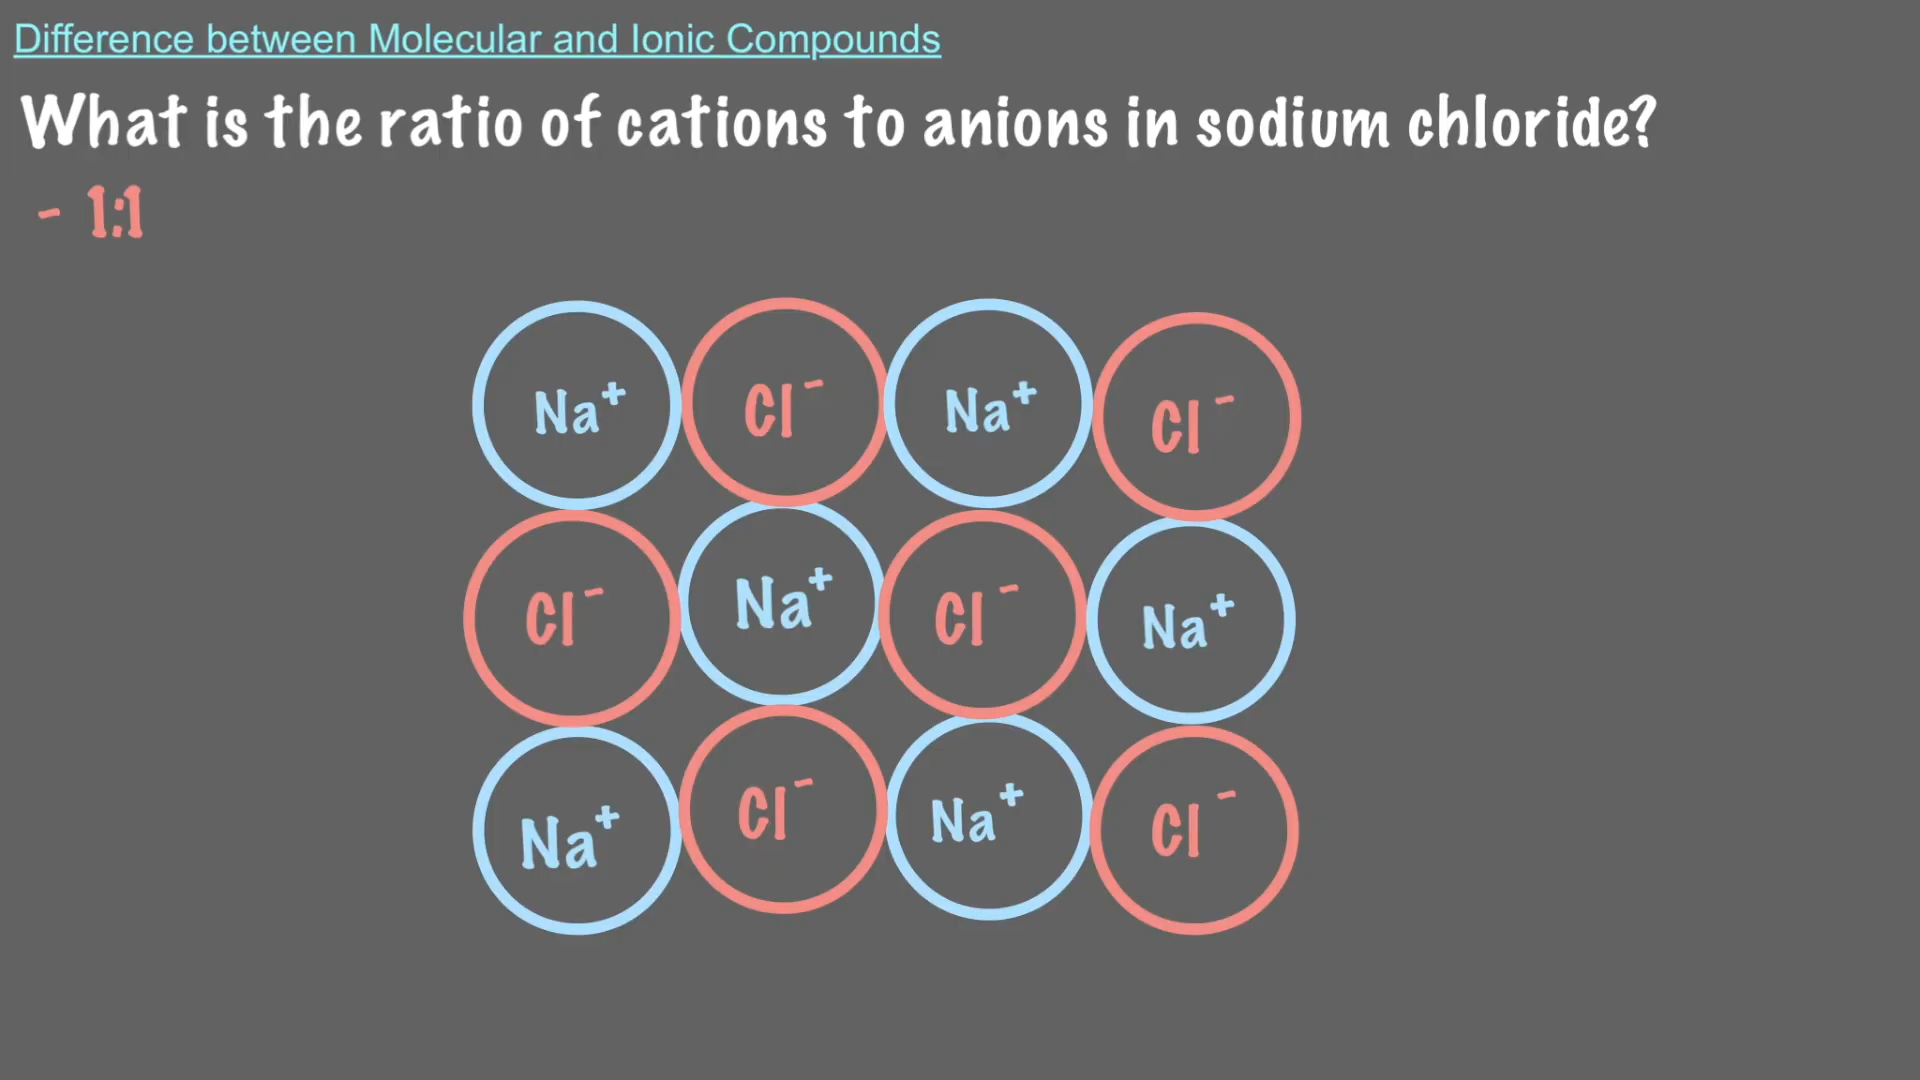 Difference between Molecular and Ionic Compounds
What is the ratio of cations to anions in sodium chloride?
- 1:1
Na⁺ Cl⁻ Na⁺ Cl⁻
Cl⁻ Na⁺ Cl⁻ Na⁺
Na⁺ Cl⁻ Na⁺ Cl⁻